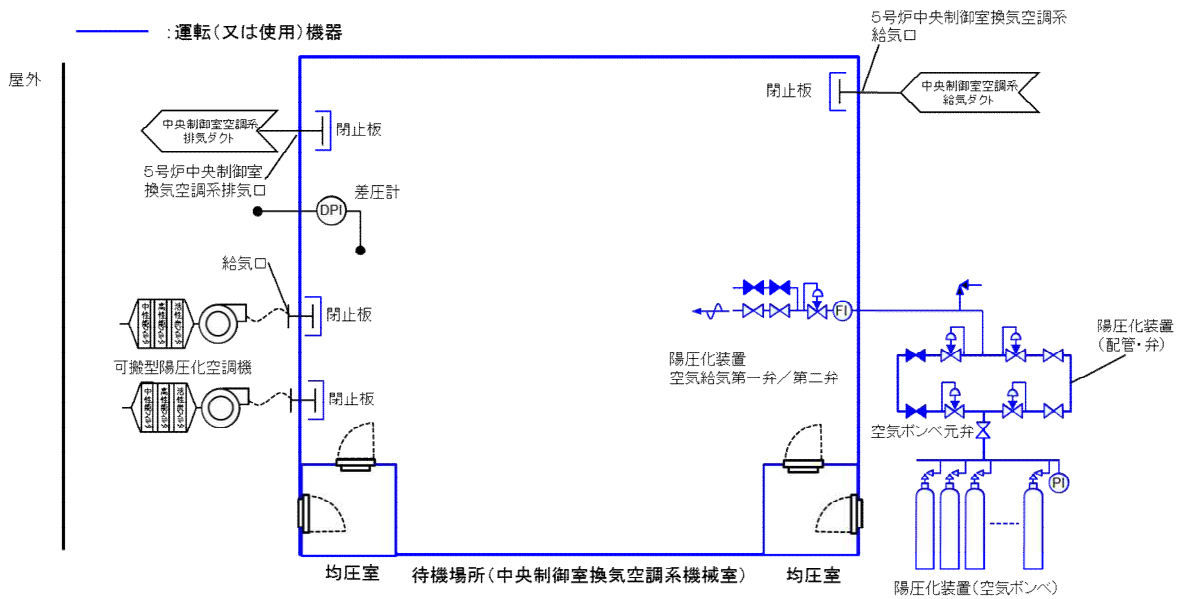 ：運転（又は使用）機器
屋外
５号炉中央制御室換気空調系
給気口
閉止板
中央制御室空調系
給気ダクト
中央制御室空調系
排気ダクト
閉止板
５号炉中央制御室
換気空調系排気口
差圧計
DPI
給気口
閉止板
可搬型陽圧化空調機
閉止板
FI
陽圧化装置
空気給気第一弁／第二弁
陽圧化装置
（配管・弁）
空気ボンベ元弁
PI
均圧室
待機場所（中央制御室換気空調系機械室）
均圧室
陽圧化装置（空気ボンベ）